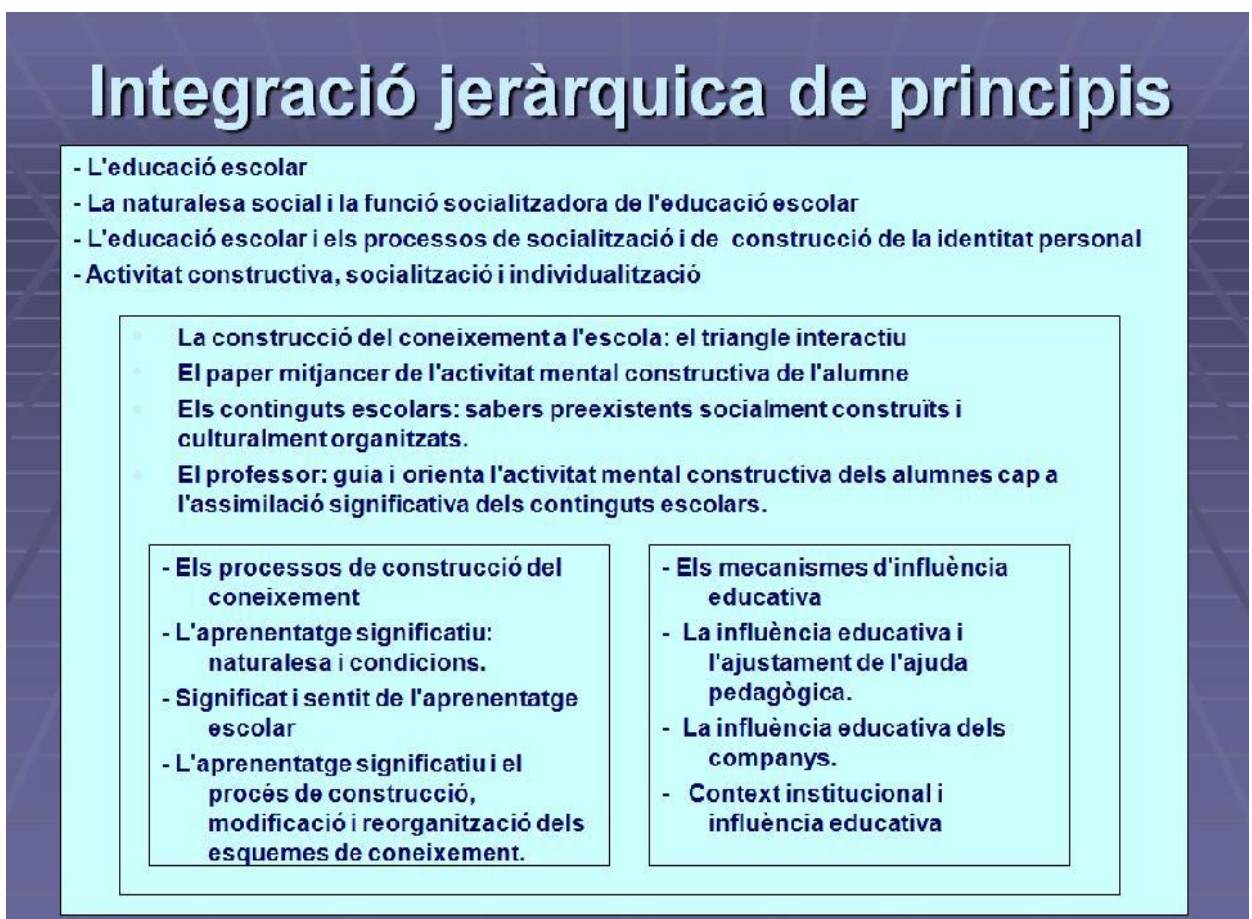 Integració jeràrquica de principis
- L'educació escolar
- La naturalesa social i la funció socialitzadora de l'educació escolar
- L'educació escolar i els processos de socialització i de construcció de la identitat personal
- Activitat constructiva, socialització i individualització
La construcció del coneixement a l'escola: el triangle interactiu
El paper mitjancer de l'activitat mental constructiva de l'alumne
Els continguts escolars: sabers preexistents socialment construïts i
culturalment organitzats.
El professor: guia i orienta l'activitat mental constructiva dels alumnes cap a
l'assimilació significativa dels continguts escolars.
- Els processos de construcció del
coneixement
- L'aprenentatge significatiu:
naturalesa i condicions.
- Significat i sentit de l'aprenentatge
escolar
- L'aprenentatge significatiu i el
procés de construcció,
modificació i reorganització dels
esquemes de coneixement.
- Els mecanismes d'influència
educativa
- La influència educativa i
l'ajustament de l'ajuda
pedagògica.
- La influència educativa dels
companys.
- Context institucional i
influència educativa